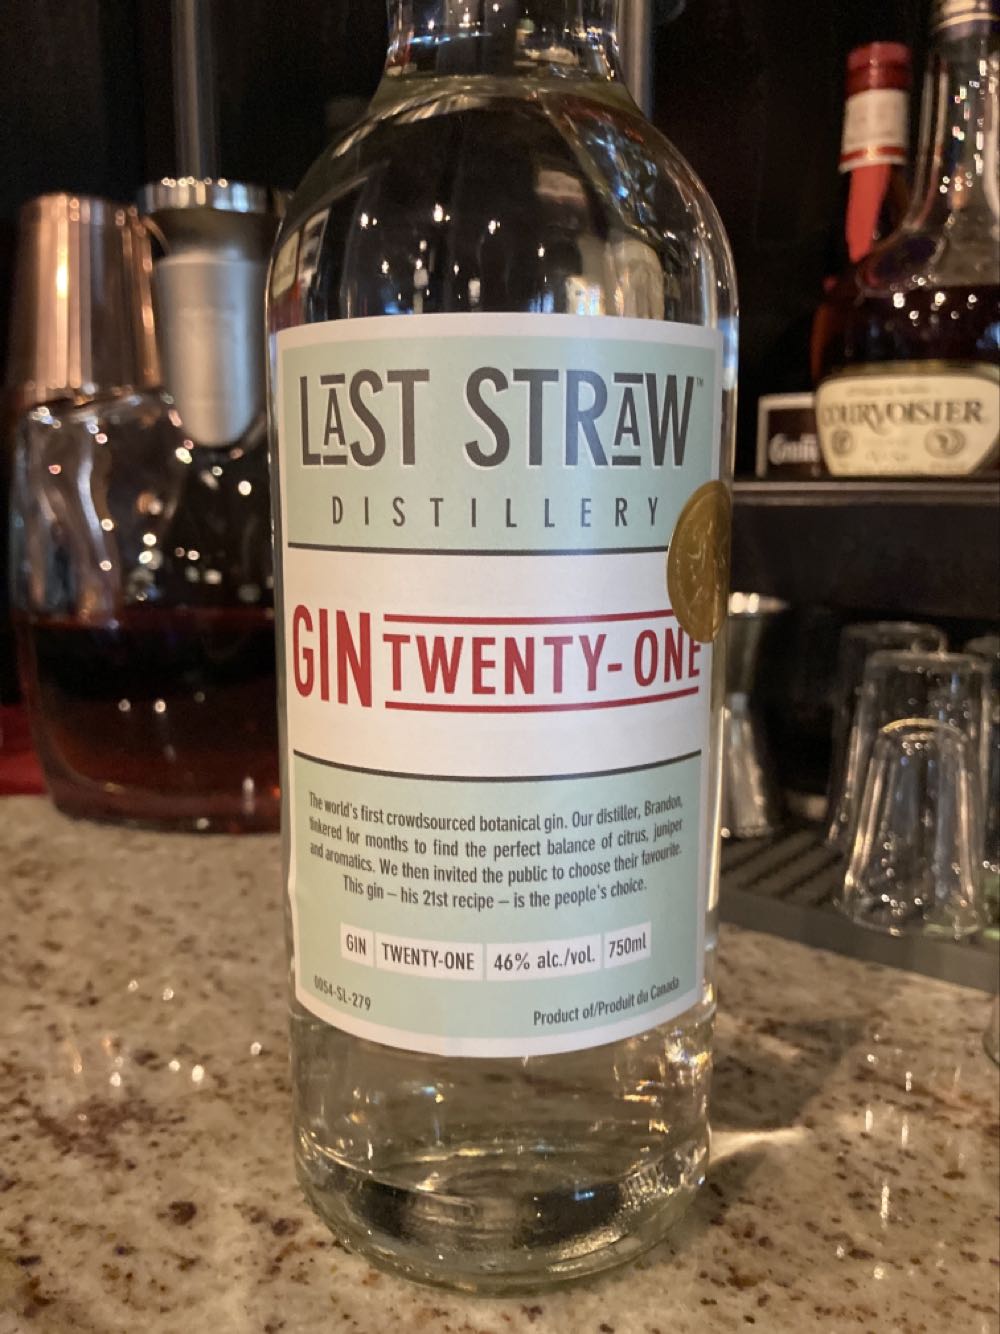 LAST STRAW™
DISTILLERY
GIN TWENTY-ONE
The world's first crowdsourced botanical gin. Our distiller, Brandon,
tinkered for months to find the perfect balance of citrus, juniper
and aromatics. We then invited the public to choose their favourite.
This gin – his 21st recipe – is the people's choice.
GIN TWENTY-ONE 46% alc./vol. 750ml
0054-SL-279
Product of/Produit du Canada
COURVOISIER